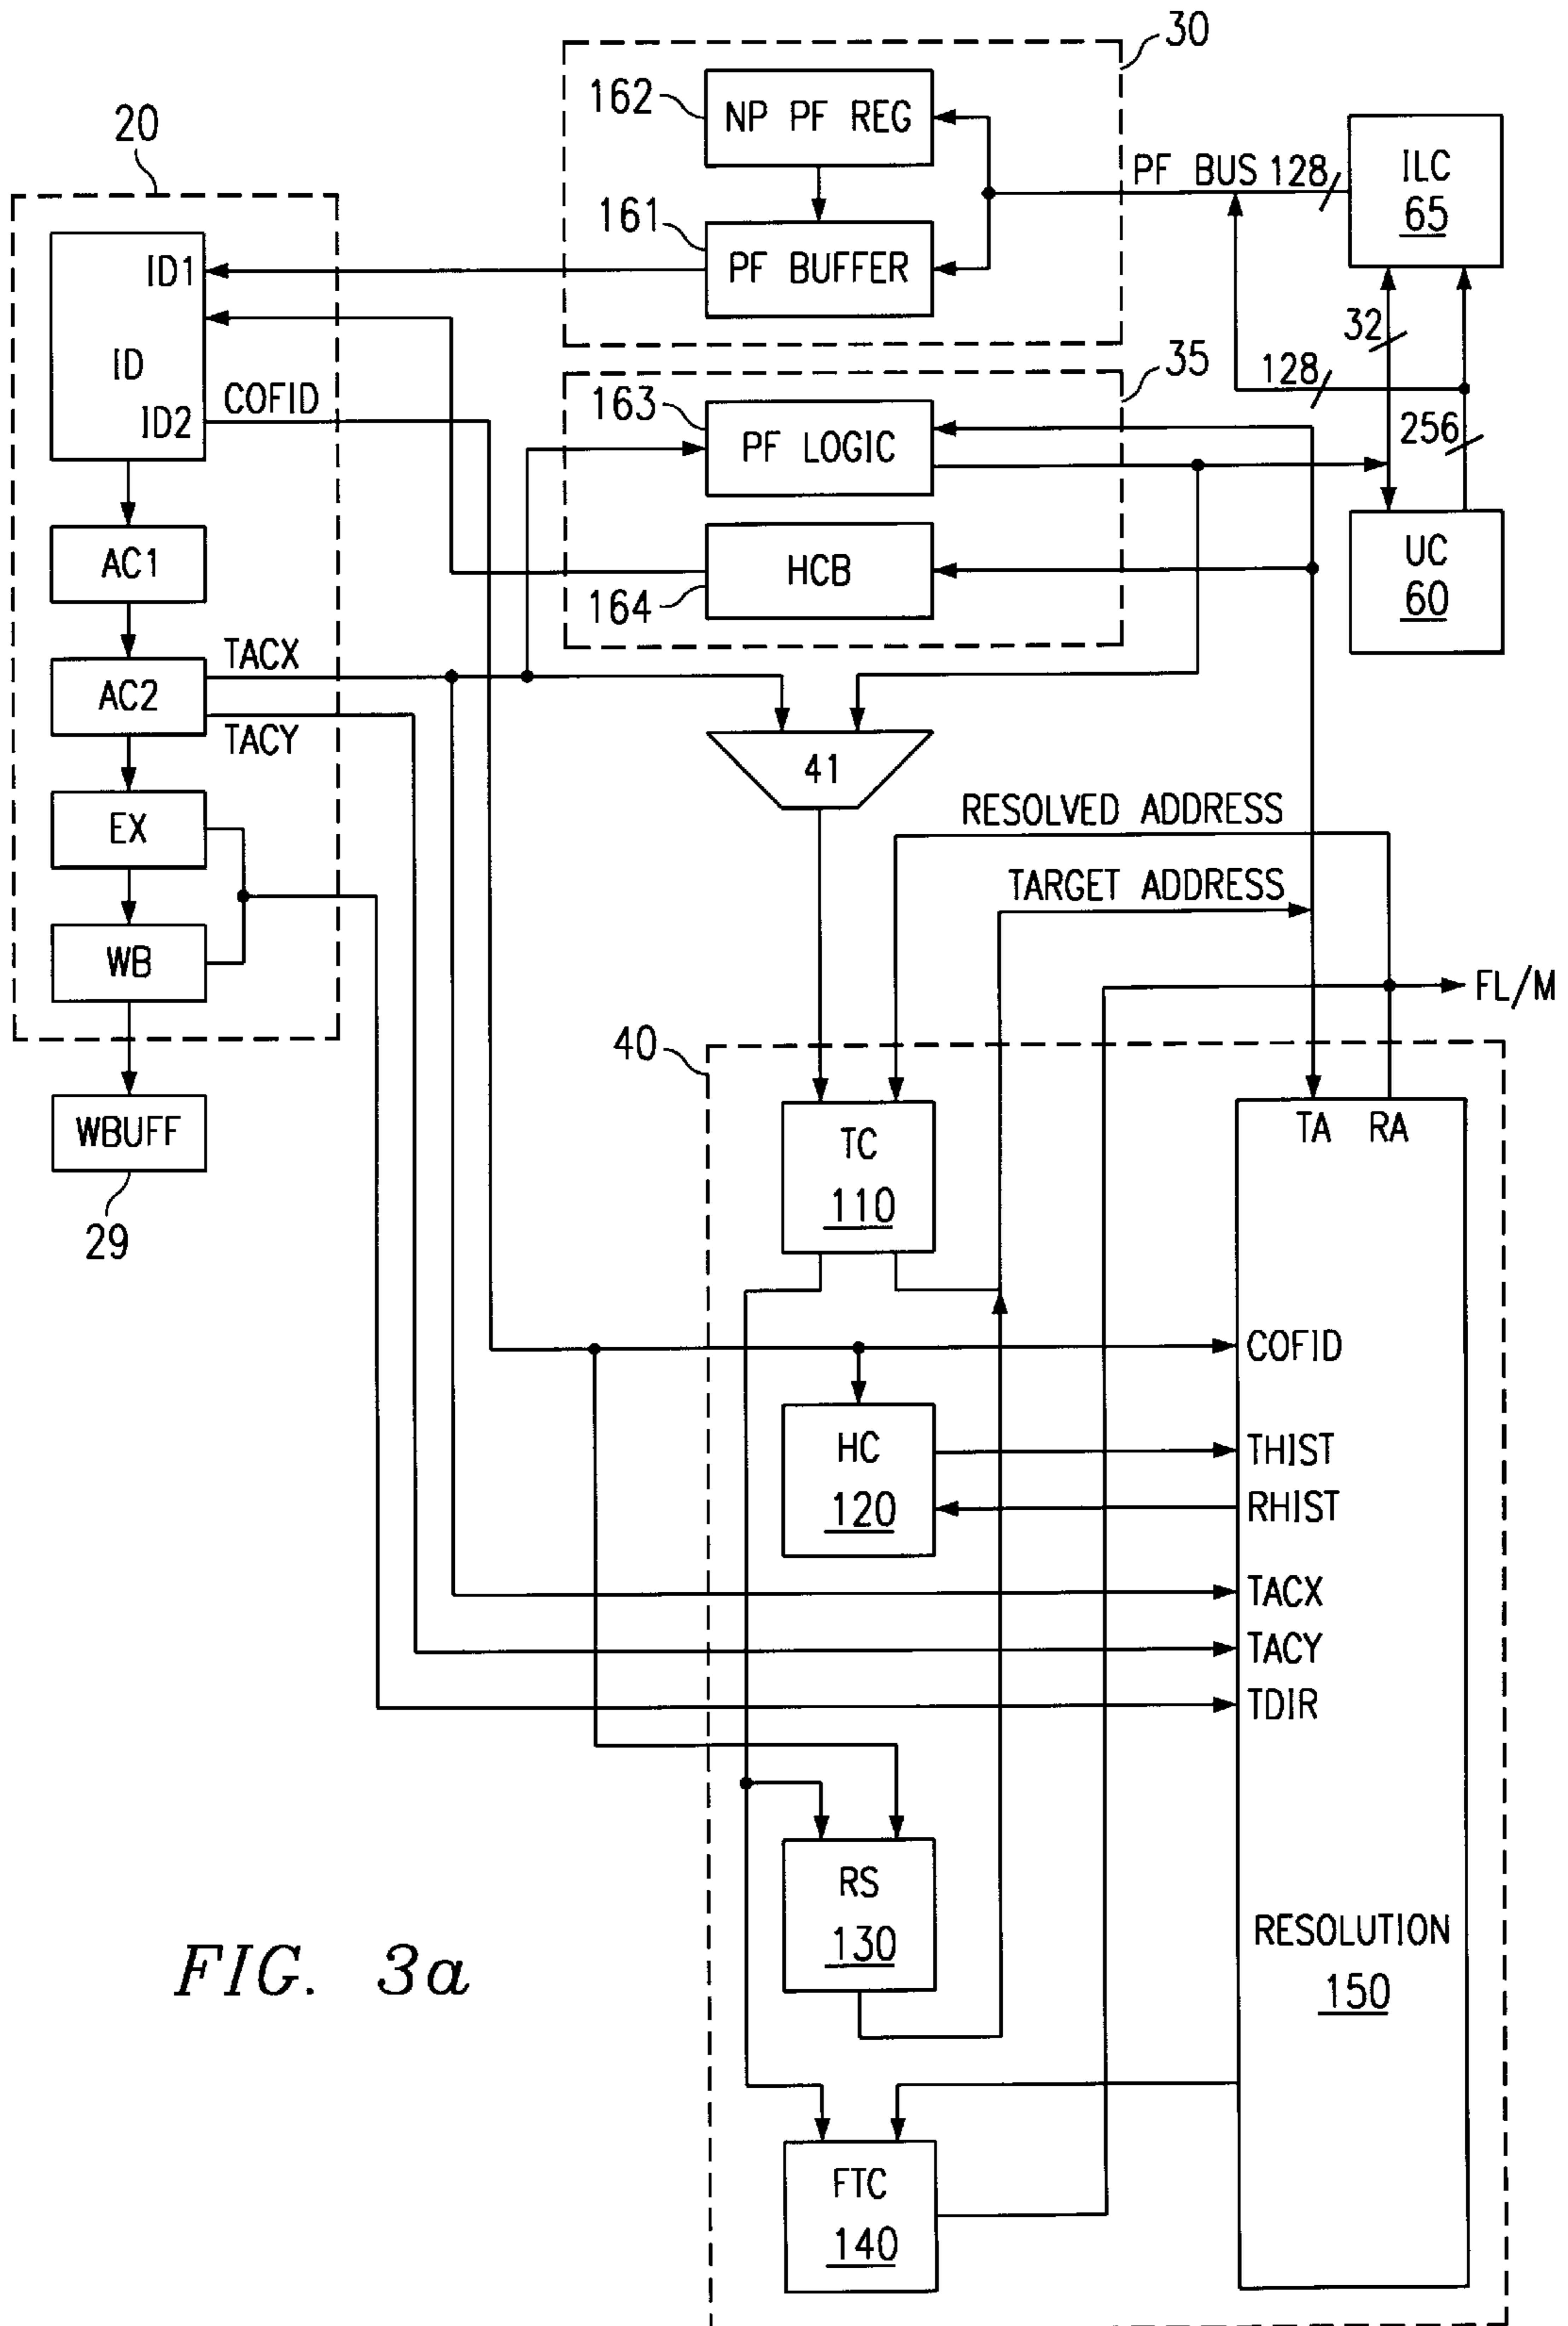 30
162
NP PF REG
20
PF BUS 128
ILC
65
161
PF BUFFER
ID1
32
ID
35
128
COFID
163
ID2
PF LOGIC
256
AC1
HCB
164
UC
60
TACX
AC2
TACY
41
RESOLVED ADDRESS
EX
TARGET ADDRESS
WB
FL/M
40
WBUFF
TC
110
TA RA
29
COFID
HC
120
THIST
RHIST
TACX
TACY
TDIR
RS
130
RESOLUTION
150
FIG. 3a
FTC
140